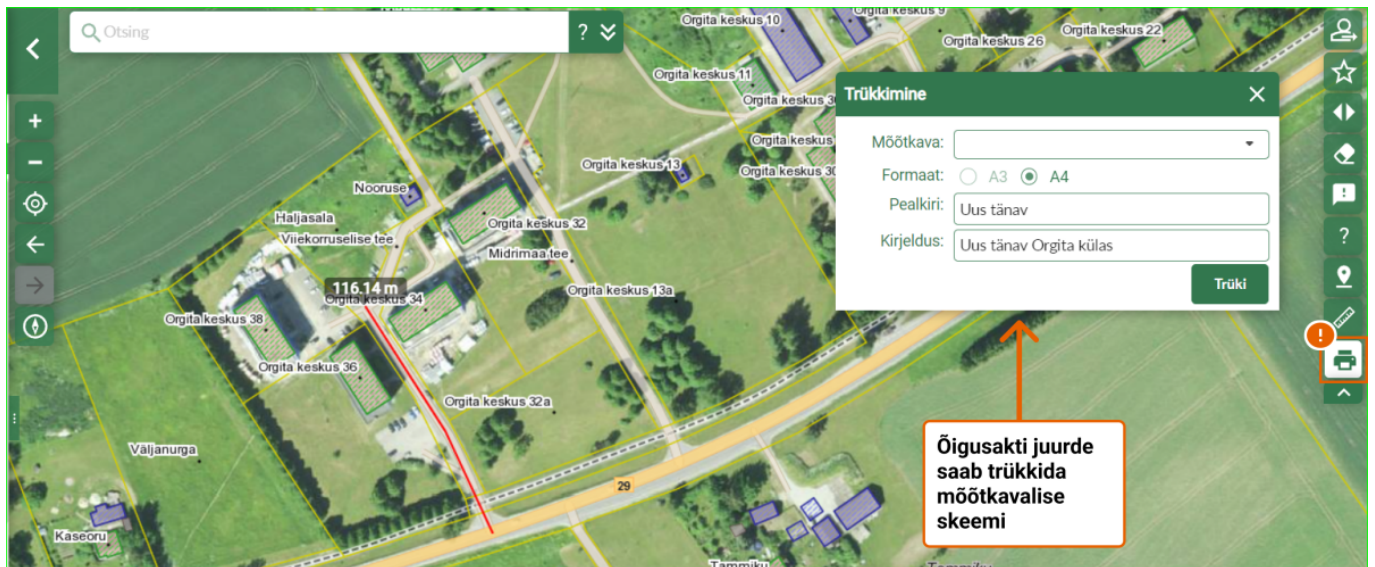 Otsing
?
Orgita keskus 10
Orgita keskus 9
Orgita keskus 26
Orgita keskus 22
Orgita keskus 11
Orgita keskus
Orgita keskus
Orgita keskus 13
Orgita keskus
Trükkimine
Mõõtkava:
Formaat: A3 A4
Pealkiri: Uus tänav
Kirjeldus: Uus tänav Orgita külas
Trüki
+
−
?
!
Nooruse
Haljasala
Viiekorruselise tee
Orgita keskus 32
Midrimaa tee
116.14 m
Orgita keskus 34
Orgita keskus 13a
Orgita keskus 38
Orgita keskus 36
Orgita keskus 32a
Väljanurga
29
Kaseoru
Tammiku
Tammiku
Õigusakti juurde
saab trükkida
mõõtkavalise
skeemi